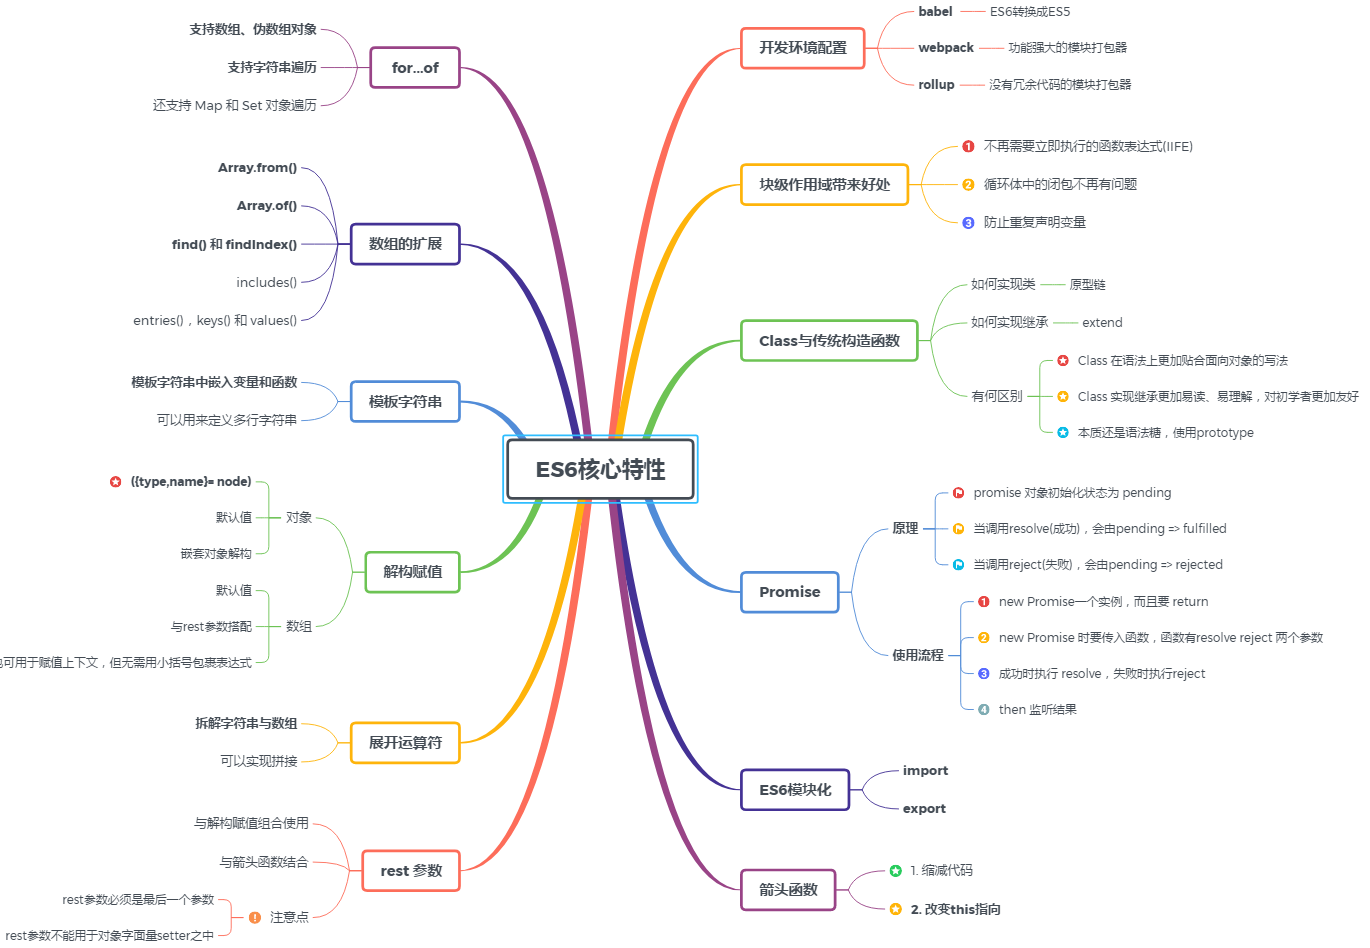 ES6核心特性
开发环境配置
babel
ES6转换成ES5
webpack
功能强大的模块打包器
rollup
没有冗余代码的模块打包器
块级作用域带来好处
1 不再需要立即执行的函数表达式(IIFE)
2 循环体中的闭包不再有问题
3 防止重复声明变量
Class与传统构造函数
如何实现类
原型链
如何实现继承
extend
有何区别
Class 在语法上更加贴合面向对象的写法
Class 实现继承更加易读、易理解，对初学者更加友好
本质还是语法糖，使用prototype
Promise
原理
promise 对象初始化状态为 pending
当调用resolve(成功)，会由pending => fulfilled
当调用reject(失败)，会由pending => rejected
使用流程
1 new Promise一个实例，而且要 return
2 new Promise 时要传入函数，函数有resolve reject 两个参数
3 成功时执行 resolve，失败时执行reject
4 then 监听结果
ES6模块化
import
export
箭头函数
1. 缩减代码
2. 改变this指向
for...of
支持数组、伪数组对象
支持字符串遍历
还支持 Map 和 Set 对象遍历
数组的扩展
Array.from()
Array.of()
find() 和 findIndex()
includes()
entries()，keys() 和 values()
模板字符串
模板字符串中嵌入变量和函数
可以用来定义多行字符串
解构赋值
对象
({type,name}= node)
默认值
嵌套对象解构
数组
默认值
与rest参数搭配
可用于赋值上下文，但无需用小括号包裹表达式
展开运算符
拆解字符串与数组
可以实现拼接
rest 参数
与解构赋值组合使用
与箭头函数结合
! 注意点
rest参数必须是最后一个参数
rest参数不能用于对象字面量setter之中